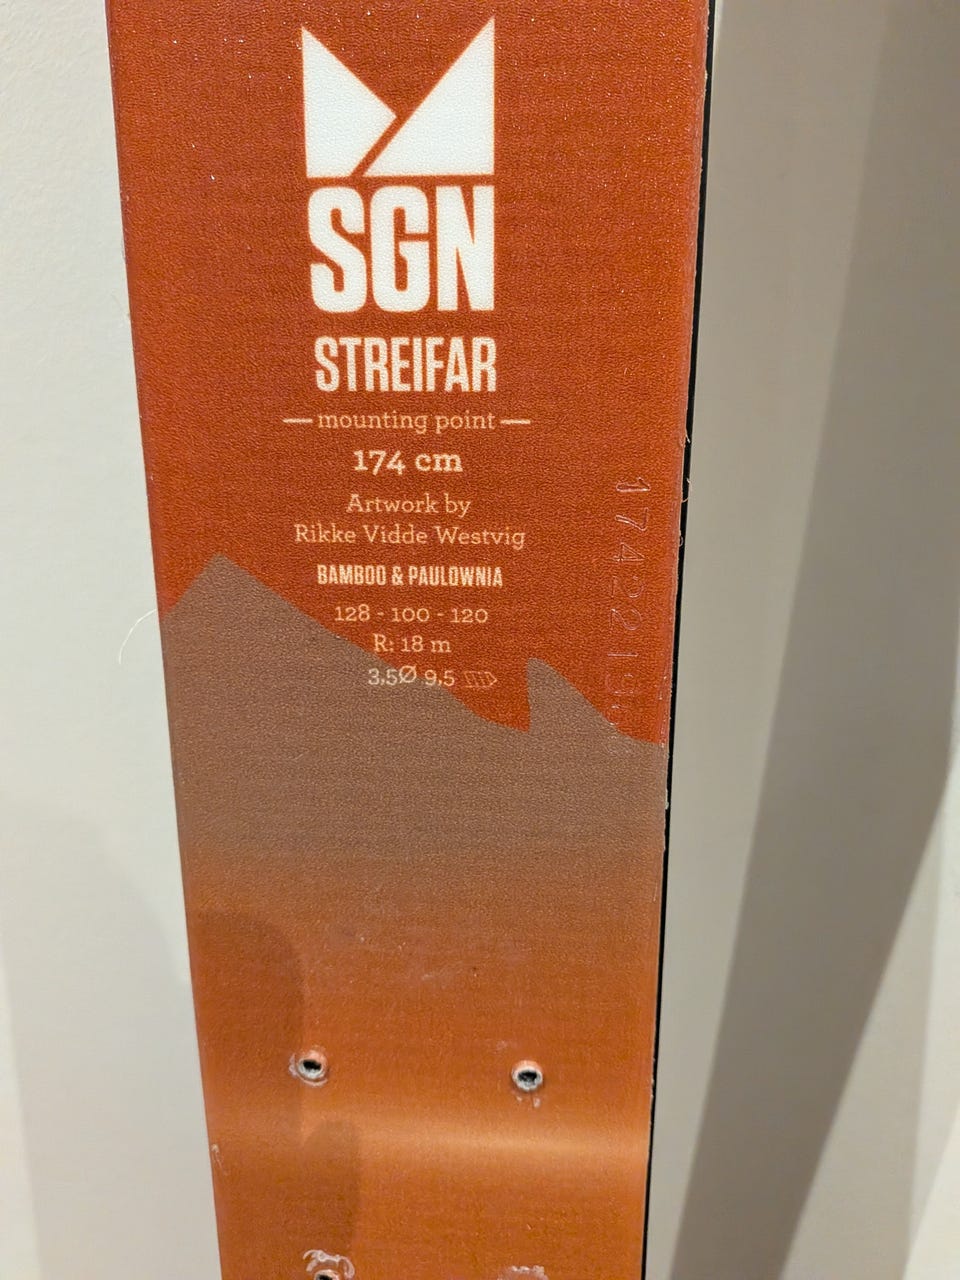 SGN
STREIFAR
mounting point
174 cm
Artwork by
Rikke Vidde Westvig
BAMBOO & PAULOWNIA
128 - 100 - 120
R: 18 m
3,5Ø 9,5